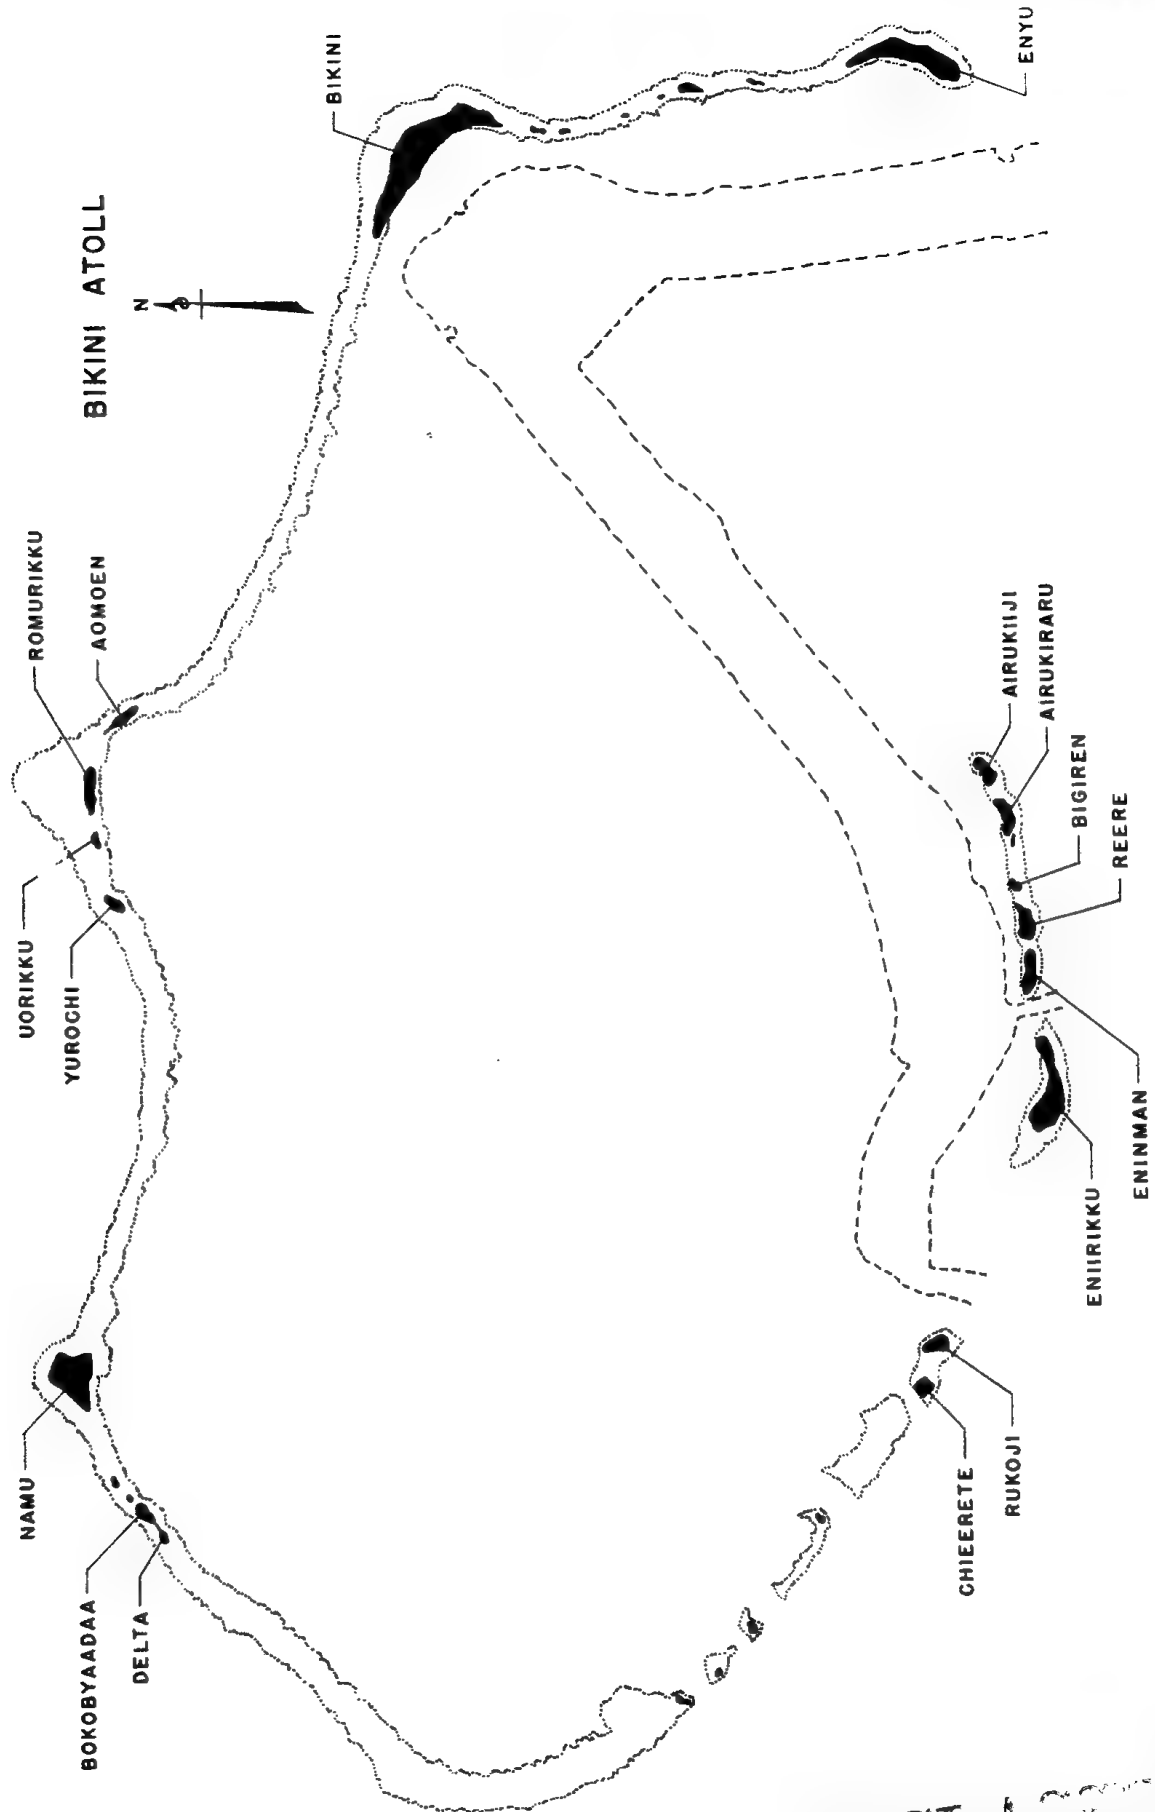 BIKINI ATOLL
N
BIKINI
ENYU
ROMURIKKU
AOMOEN
UORIKKU
YUROCHI
NAMU
BOKOBYAADAA
DELTA
AIRUKIIJI
AIRUKIRARU
BIGIREN
REERE
ENINMAN
ENIIRIKKU
RUKOJI
CHIEERETE